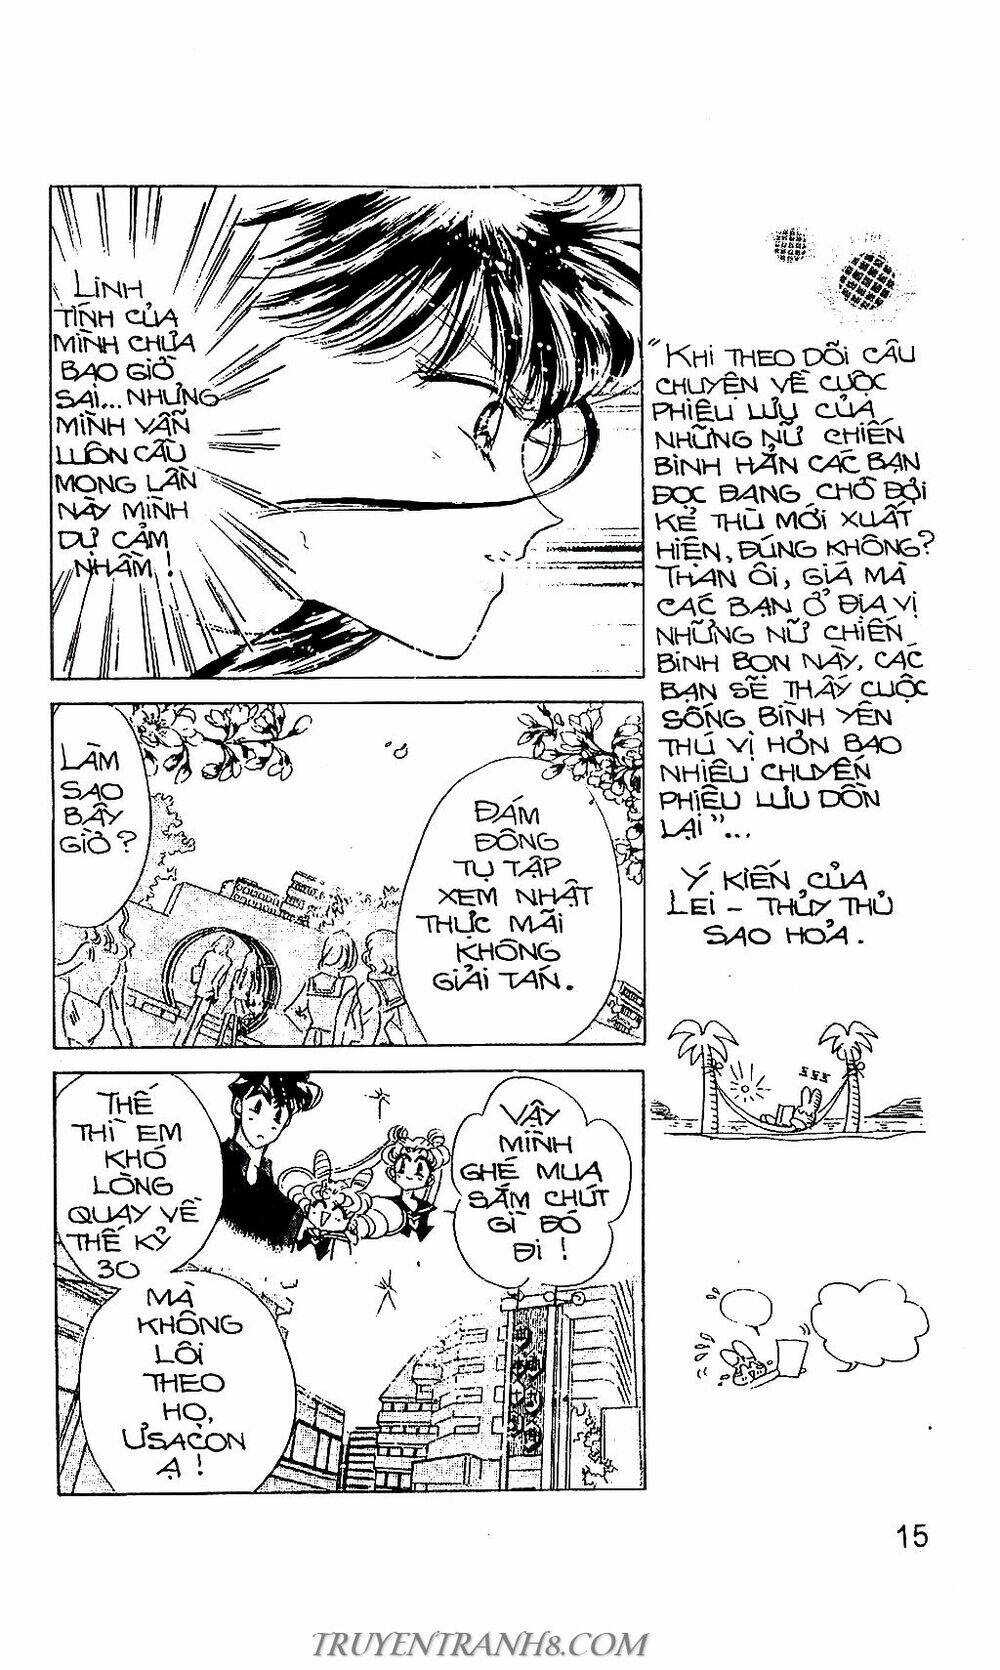 LINH
TÍNH CỦA
MÌNH CHƯA
BAO GIỜ
SAI... NHƯNG
MÌNH VẪN
LUÔN CẦU
MONG LẦN
NÀY MÌNH
DỰ CẢM
NHẦM!
"KHI THEO DÕI CÂU
CHUYỆN VỀ CUỘC
PHIÊU LƯU CỦA
NHỮNG NỮ CHIẾN
BINH HẲN CÁC BẠN
ĐỌC ĐANG CHỜ ĐỢI
KẺ THÙ MỚI XUẤT
HIỆN, ĐÚNG KHÔNG?
THAN ÔI, GIÁ MÀ
CÁC BẠN Ở ĐỊA VỊ
NHỮNG NỮ CHIẾN
BINH BỌN NÀY, CÁC
BẠN SẼ THẤY CUỘC
SỐNG BÌNH YÊN
THÚ VỊ HƠN BAO
NHIÊU CHUYẾN
PHIÊU LƯU DỒN
LẠI"...
Ý KIẾN CỦA
LEI - THỦY THỦ
SAO HỎA.
LÀM
SAO
BÂY
GIỜ?
ĐÁM
ĐÔNG
TỤ TẬP
XEM NHẬT
THỰC MÃI
KHÔNG
GIẢI TÁN.
THẾ
THÌ EM
KHÓ
LÒNG
QUAY VỀ
THẾ KỶ
30
MÀ
KHÔNG
LÔI
THEO
HỌ,
ƯSACÔN
Ạ!
VẬY
MÌNH
GHÉ MUA
SẮM CHÚT
GÌ ĐÓ
ĐI!
ZZZ
15
TRUYENTRANH8.COM